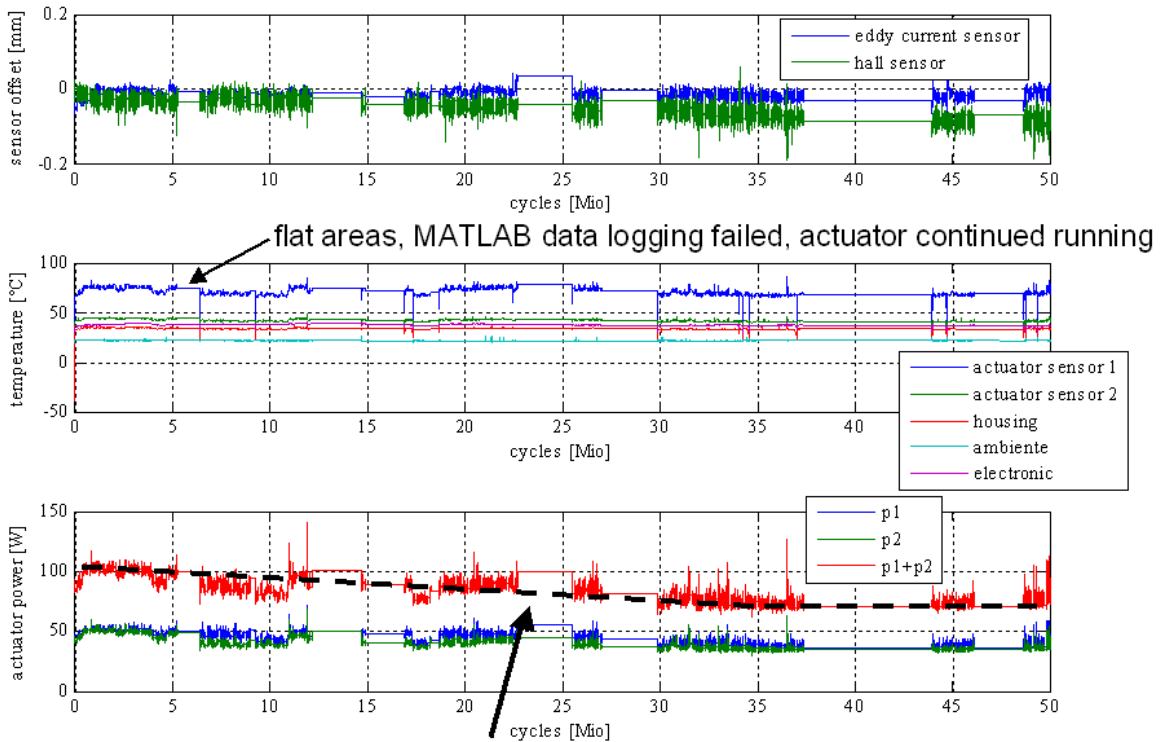 0.2
0
-0.2
sensor offset [mm]
eddy current sensor
hall sensor
0 5 10 15 20 25 30 35 40 45 50
cycles [Mio]
flat areas, MATLAB data logging failed, actuator continued running
100
50
0
-50
temperature [°C]
0 5 10 15 20 25 30 35 40 45 50
cycles [Mio]
actuator sensor 1
actuator sensor 2
housing
ambiente
electronic
150
100
50
0
actuator power [W]
p1
p2
p1+p2
0 5 10 15 20 25 30 35 40 45 50
cycles [Mio]